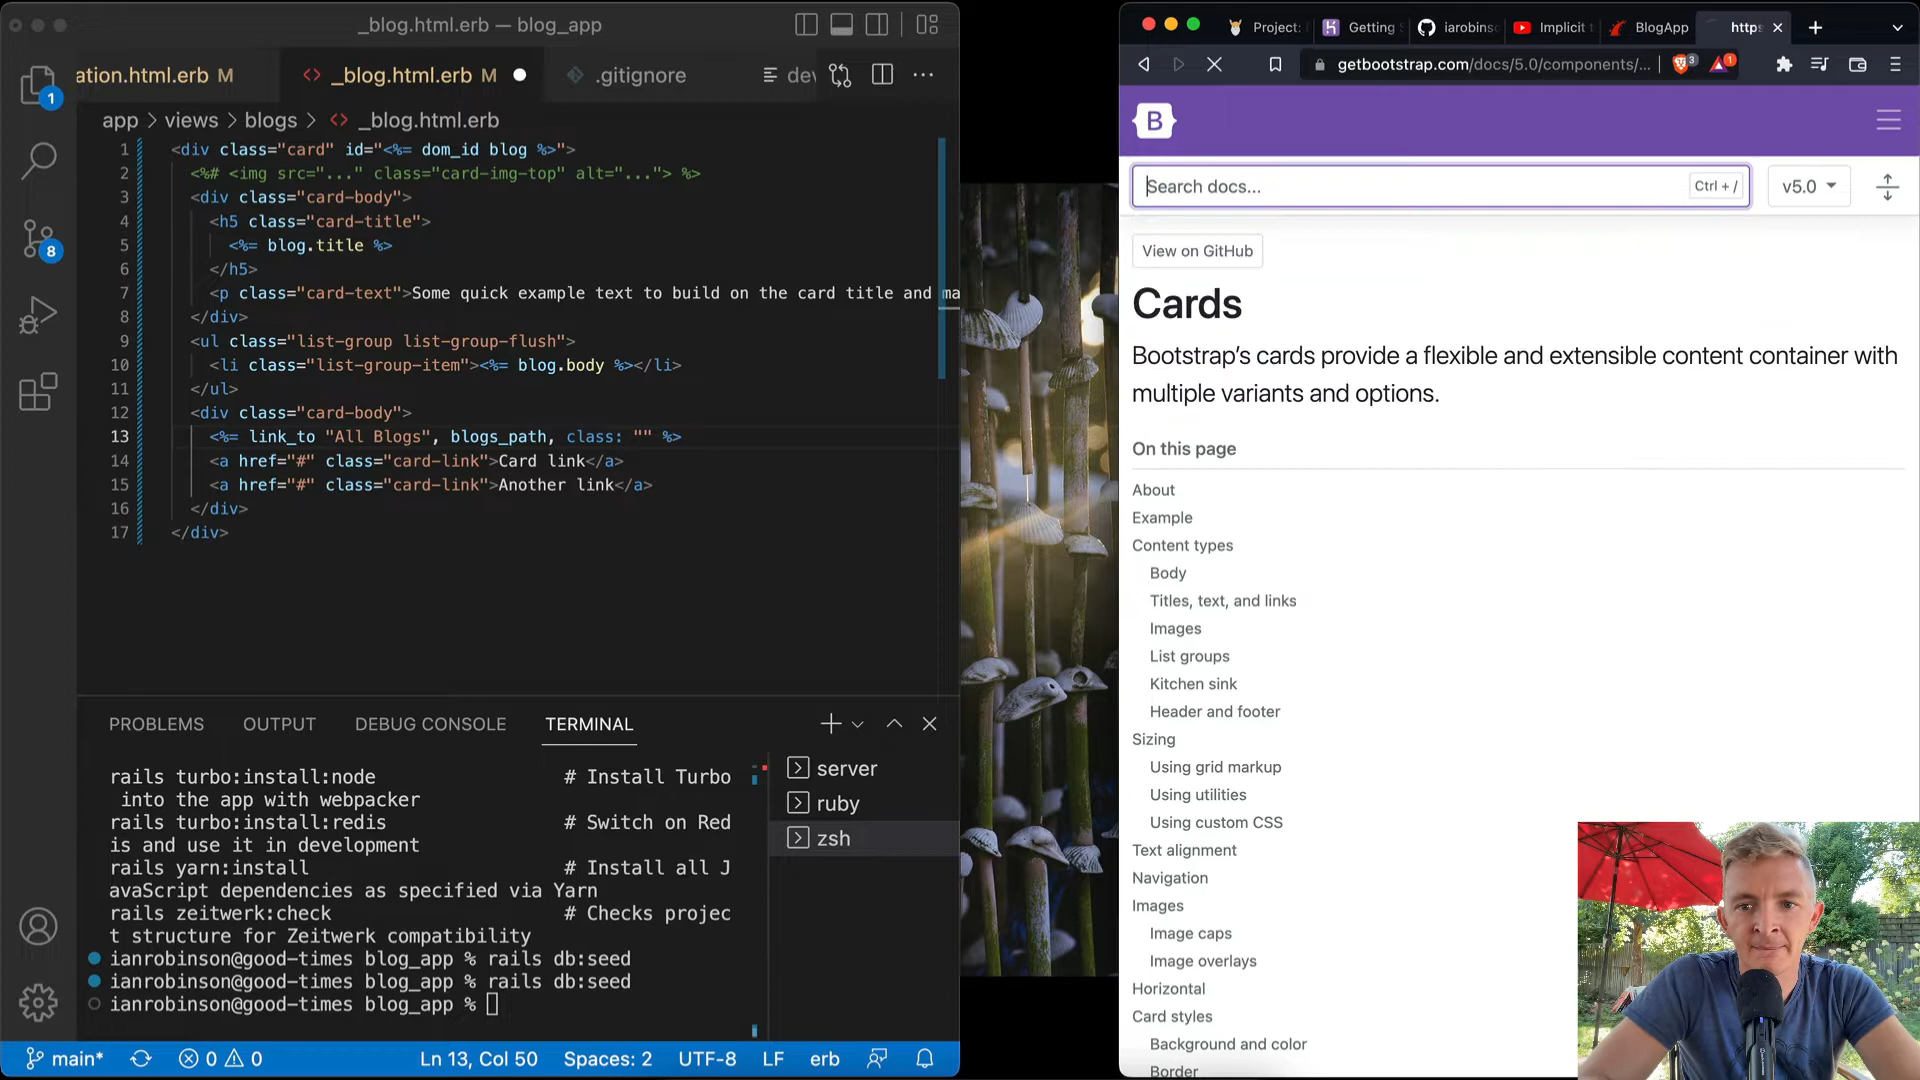 _blog.html.erb — blog_app
ation.html.erb M
_blog.html.erb M
.gitignore
dev
app > views > blogs > _blog.html.erb
1 <div class="card" id="<%= dom_id blog %>">
2 <%# <img src="..." class="card-img-top" alt="..."> %>
3 <div class="card-body">
4 <h5 class="card-title">
5 <%= blog.title %>
6 </h5>
7 <p class="card-text">Some quick example text to build on the card title and ma
8 </div>
9 <ul class="list-group list-group-flush">
10 <li class="list-group-item"><%= blog.body %></li>
11 </ul>
12 <div class="card-body">
13 <%= link_to "All Blogs", blogs_path, class: "" %>
14 <a href="#" class="card-link">Card link</a>
15 <a href="#" class="card-link">Another link</a>
16 </div>
17 </div>
1
8
PROBLEMS OUTPUT DEBUG CONSOLE TERMINAL
rails turbo:install:node # Install Turbo
into the app with webpacker
rails turbo:install:redis # Switch on Red
is and use it in development
rails yarn:install # Install all J
avaScript dependencies as specified via Yarn
rails zeitwerk:check # Checks projec
t structure for Zeitwerk compatibility
ianrobinson@good-times blog_app % rails db:seed
ianrobinson@good-times blog_app % rails db:seed
ianrobinson@good-times blog_app %
server
ruby
zsh
main* 0 0 Ln 13, Col 50 Spaces: 2 UTF-8 LF erb
Project: Getting S iarobins Implicit t BlogApp https
getbootstrap.com/docs/5.0/components/... 3 1
B
Search docs... Ctrl + / v5.0
View on GitHub
Cards
Bootstrap's cards provide a flexible and extensible content container with
multiple variants and options.
On this page
About
Example
Content types
Body
Titles, text, and links
Images
List groups
Kitchen sink
Header and footer
Sizing
Using grid markup
Using utilities
Using custom CSS
Text alignment
Navigation
Images
Image caps
Image overlays
Horizontal
Card styles
Background and color
Border